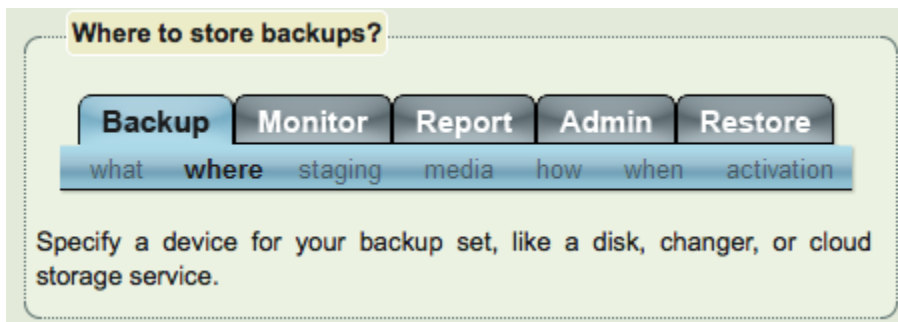 Where to store backups?
Backup Monitor Report Admin Restore
what where staging media how when activation
Specify a device for your backup set, like a disk, changer, or cloud
storage service.